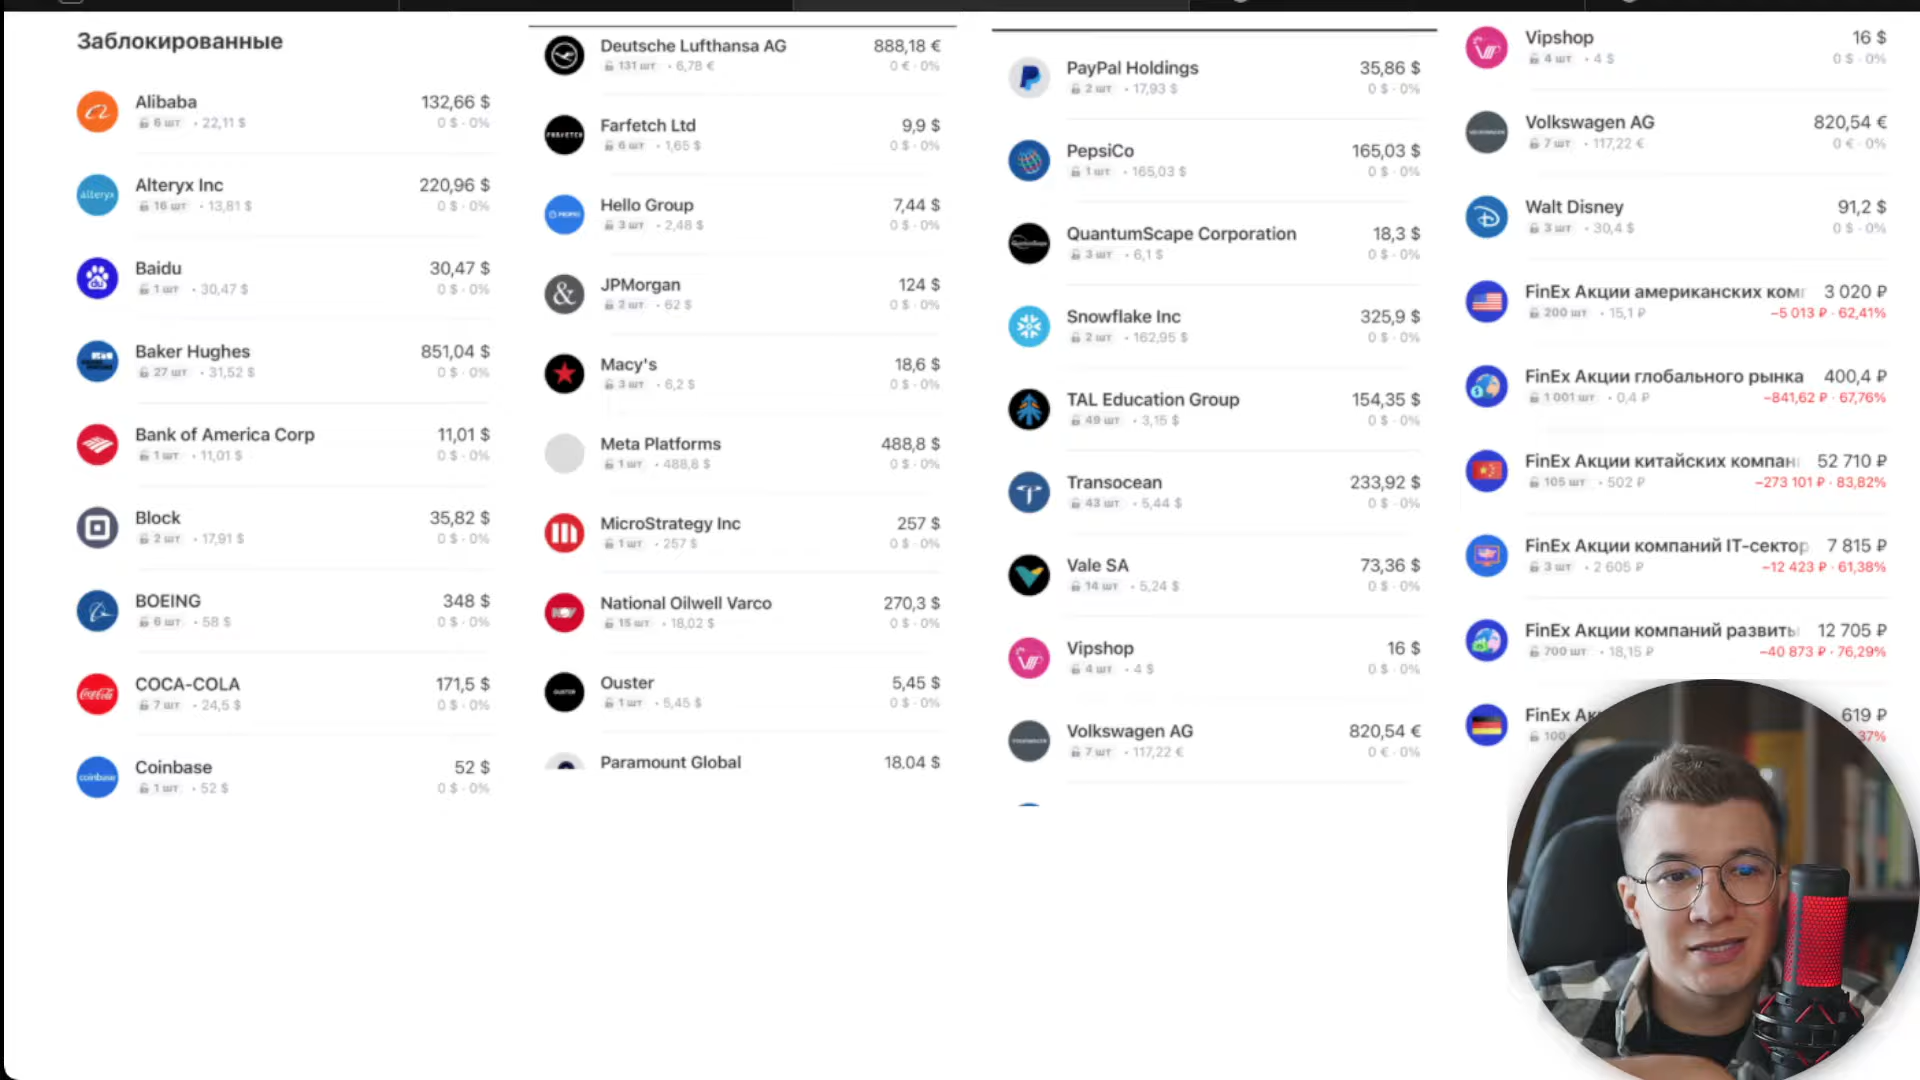 Заблокированные
Alibaba 132,66 $
6 шт • 22,11 $ 0 $ · 0%
Alteryx Inc 220,96 $
16 шт • 13,81 $ 0 $ · 0%
Baidu 30,47 $
1 шт • 30,47 $ 0 $ · 0%
Baker Hughes 851,04 $
27 шт • 31,52 $ 0 $ · 0%
Bank of America Corp 11,01 $
1 шт • 11,01 $ 0 $ · 0%
Block 35,82 $
2 шт • 17,91 $ 0 $ · 0%
BOEING 348 $
6 шт • 58 $ 0 $ · 0%
COCA-COLA 171,5 $
7 шт • 24,5 $ 0 $ · 0%
Coinbase 52 $
1 шт • 52 $ 0 $ · 0%
Deutsche Lufthansa AG 888,18 €
131 шт • 6,78 € 0 € · 0%
Farfetch Ltd 9,9 $
6 шт • 1,65 $ 0 $ · 0%
Hello Group 7,44 $
3 шт • 2,48 $ 0 $ · 0%
JPMorgan 124 $
2 шт • 62 $ 0 $ · 0%
Macy's 18,6 $
3 шт • 6,2 $ 0 $ · 0%
Meta Platforms 488,8 $
1 шт • 488,8 $ 0 $ · 0%
MicroStrategy Inc 257 $
1 шт • 257 $ 0 $ · 0%
National Oilwell Varco 270,3 $
15 шт • 18,02 $ 0 $ · 0%
Ouster 5,45 $
1 шт • 5,45 $ 0 $ · 0%
Paramount Global 18,04 $
PayPal Holdings 35,86 $
2 шт • 17,93 $ 0 $ · 0%
PepsiCo 165,03 $
1 шт • 165,03 $ 0 $ · 0%
QuantumScape Corporation 18,3 $
3 шт • 6,1 $ 0 $ · 0%
Snowflake Inc 325,9 $
2 шт • 162,95 $ 0 $ · 0%
TAL Education Group 154,35 $
49 шт • 3,15 $ 0 $ · 0%
Transocean 233,92 $
43 шт • 5,44 $ 0 $ · 0%
Vale SA 73,36 $
14 шт • 5,24 $ 0 $ · 0%
Vipshop 16 $
4 шт • 4 $ 0 $ · 0%
Volkswagen AG 820,54 €
7 шт • 117,22 € 0 € · 0%
Vipshop 16 $
4 шт • 4 $ 0 $ · 0%
Volkswagen AG 820,54 €
7 шт • 117,22 € 0 € · 0%
Walt Disney 91,2 $
3 шт • 30,4 $ 0 $ · 0%
FinEx Акции американских комп 3 020 ₽
200 шт • 15,1 ₽ −5 013 ₽ · 62,41%
FinEx Акции глобального рынка 400,4 ₽
1 001 шт • 0,4 ₽ −841,62 ₽ · 67,76%
FinEx Акции китайских компани 52 710 ₽
105 шт • 502 ₽ −273 101 ₽ · 83,82%
FinEx Акции компаний IT-сектор 7 815 ₽
3 шт • 2 605 ₽ −12 423 ₽ · 61,38%
FinEx Акции компаний развиты 12 705 ₽
700 шт • 18,15 ₽ −40 873 ₽ · 76,29%
FinEx Ак 619 ₽
100 37%